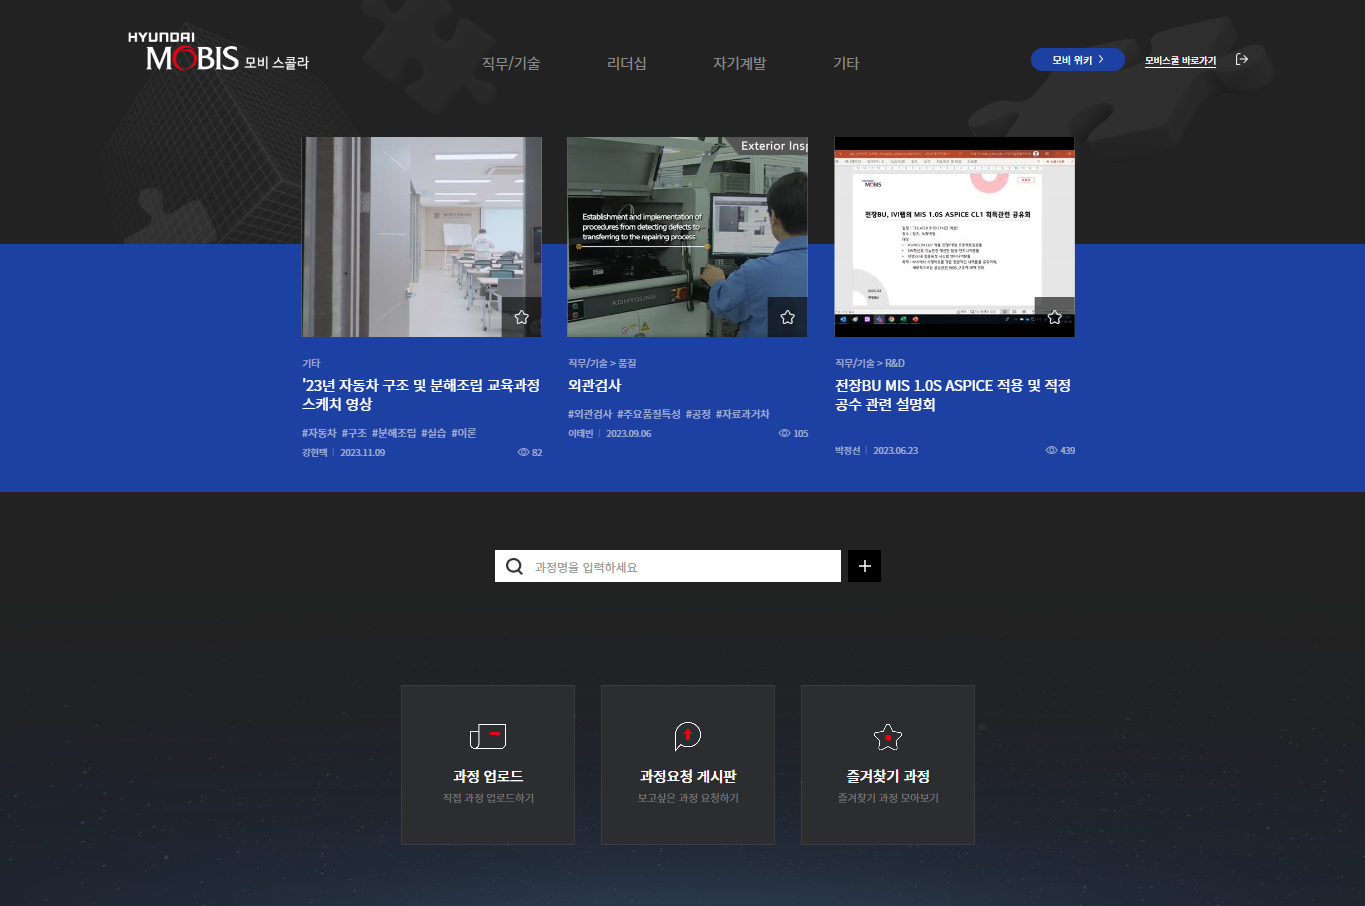 HYUNDAI
MOBIS 모비 스콜라
직무/기술
리더십
자기계발
기타
모비 위키
모비스쿨 바로가기
Exterior Insp
Establishment and implementation of
procedures from detecting defects to
transferring to the repairing process
KOHYOUNG
MOBIS
전장BU, IVI랩의 MIS 1.0S ASPICE CL1 획득관련 공유회
기타
'23년 자동차 구조 및 분해조립 교육과정
스케치 영상
#자동차 #구조 #분해조립 #실습 #이론
강현택 2023.11.09 82
직무/기술 > 품질
외관검사
#외관검사 #주요품질특성 #공정 #자료과거차
이태빈 2023.09.06 105
직무/기술 > R&D
전장BU MIS 1.0S ASPICE 적용 및 적정
공수 관련 설명회
박정선 2023.06.23 439
과정명을 입력하세요
과정 업로드
직접 과정 업로드하기
과정요청 게시판
보고싶은 과정 요청하기
즐겨찾기 과정
즐겨찾기 과정 모아보기